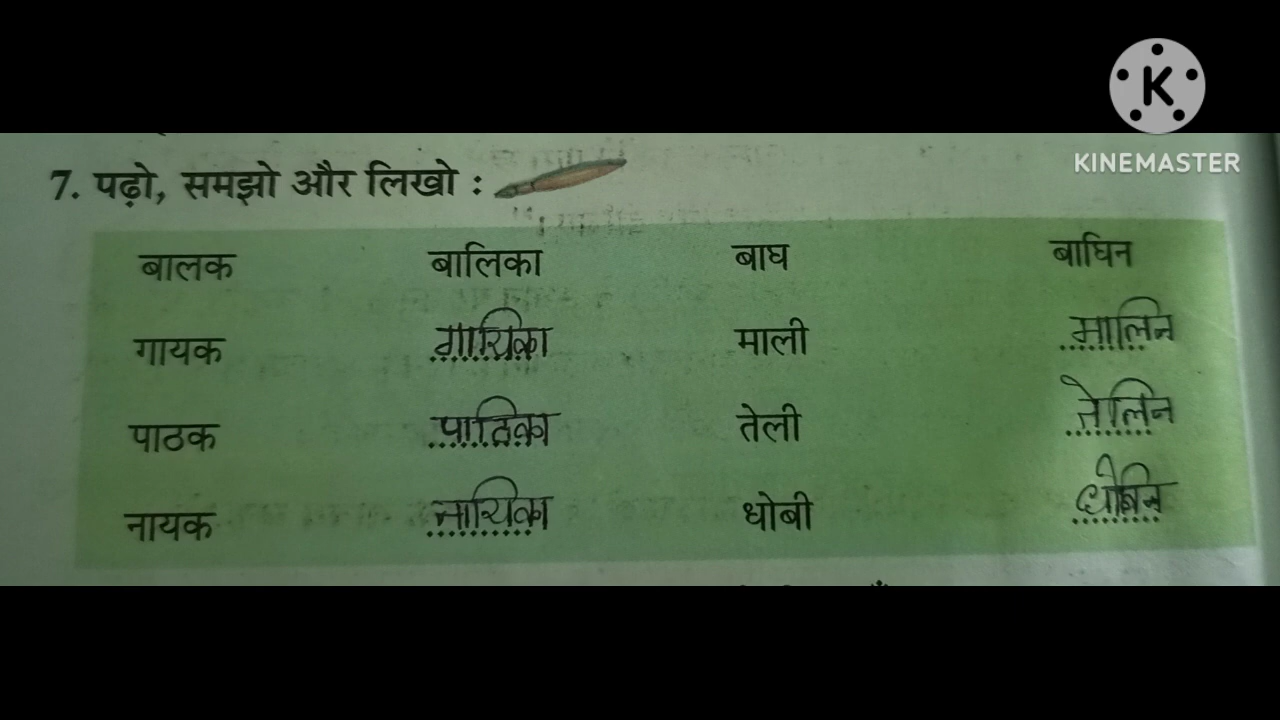 KINEMASTER
7. पढ़ो, समझो और लिखो :
बालक बालिका बाघ बाघिन
गायक गायिका माली मालिन
पाठक पाठिका तेली तेलिन
नायक नायिका धोबी धोबिन